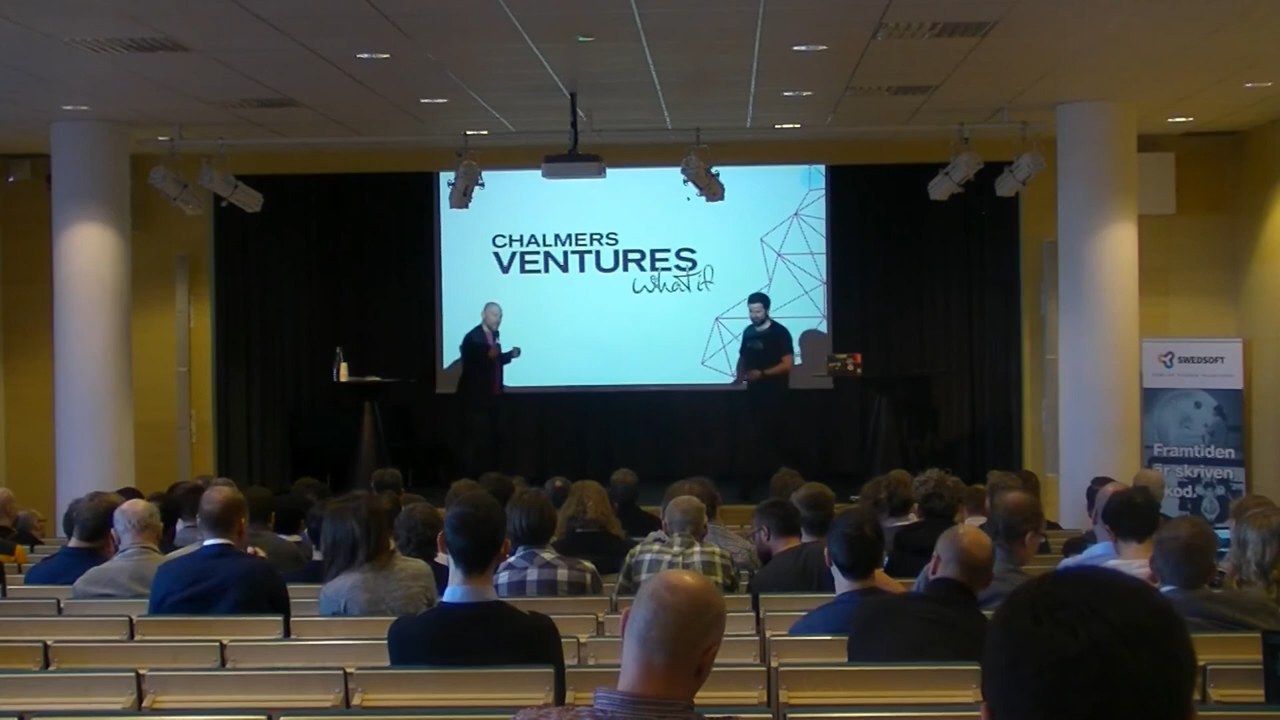 CHALMERS
VENTURES
what if
SWEDSOFT
Framtiden
är skriven
i kod.